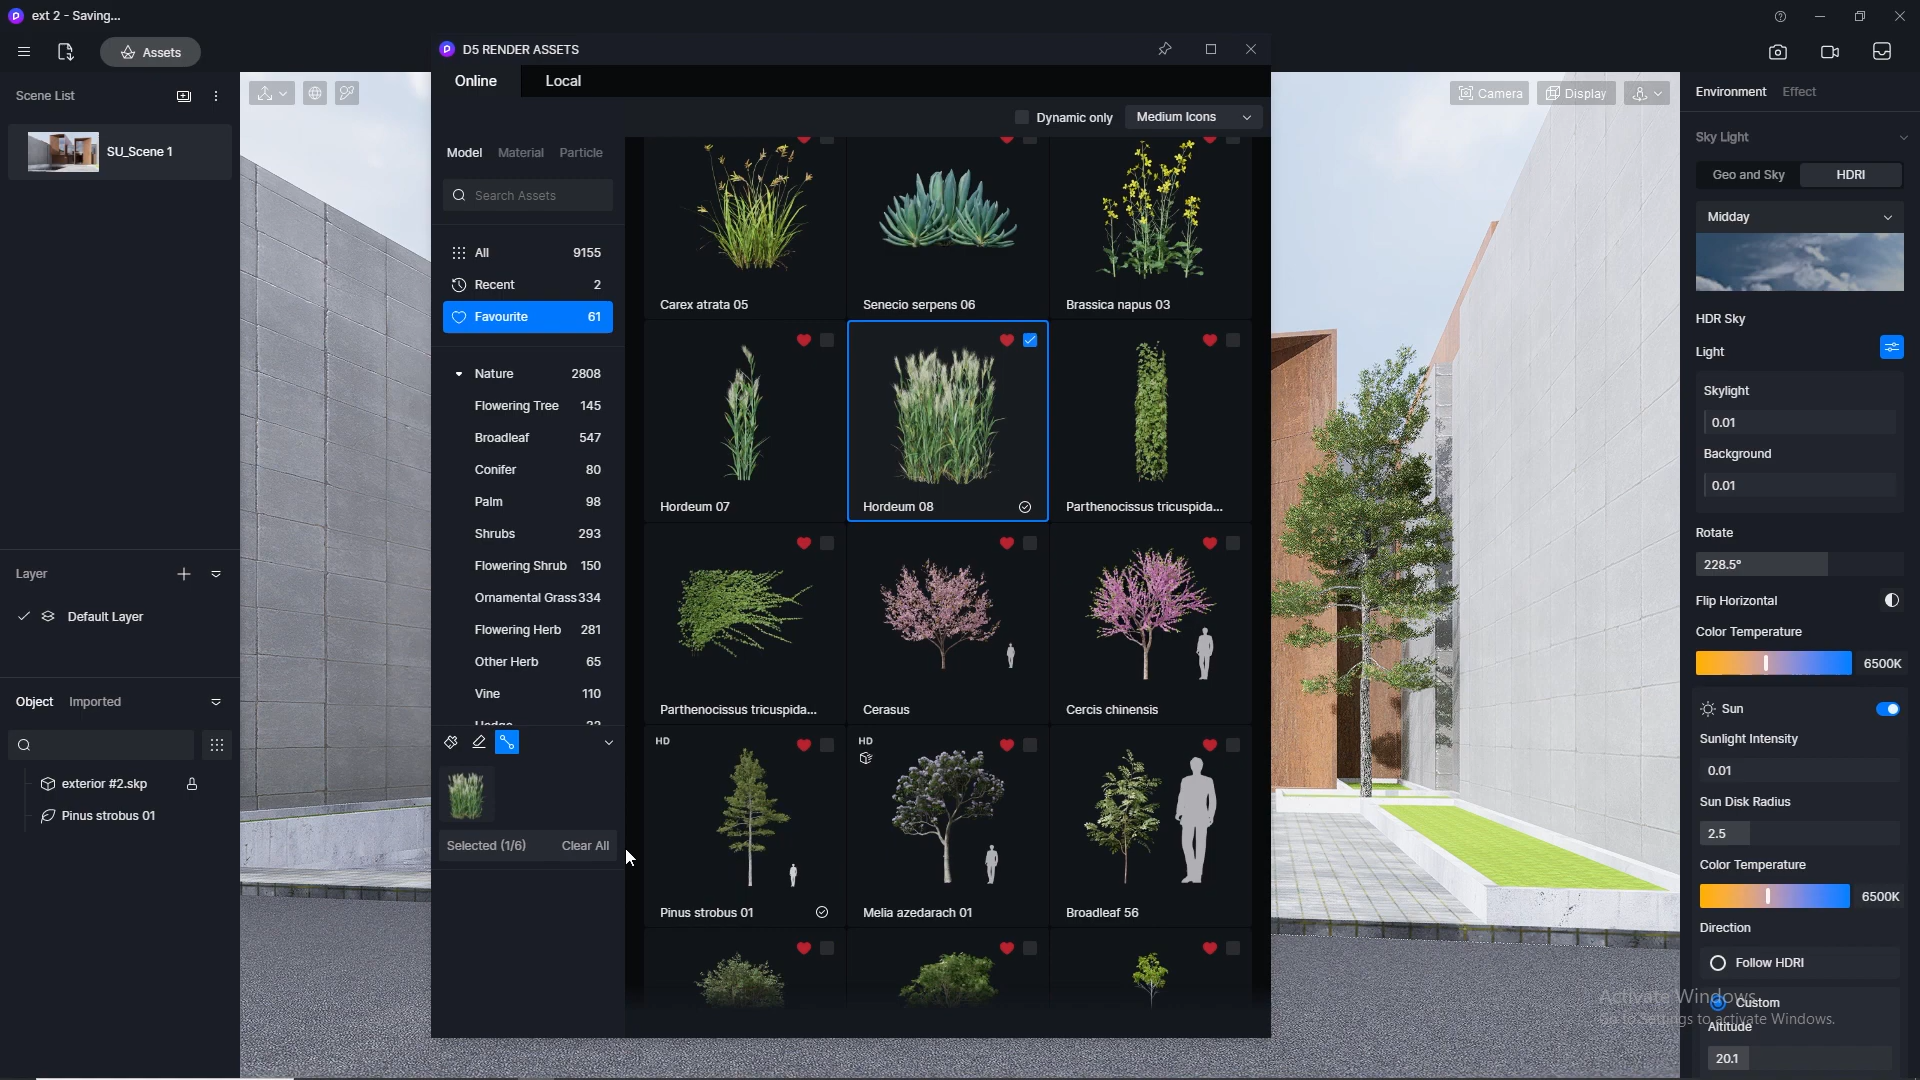 ext 2 - Saving...
Assets
D5 RENDER ASSETS
Online
Local
Scene List
SU_Scene 1
Camera
Display
Environment
Effect
Dynamic only
Medium Icons
Model
Material
Particle
Search Assets
All 9155
Recent 2
Favourite 61
Nature 2808
Flowering Tree 145
Broadleaf 547
Conifer 80
Palm 98
Shrubs 293
Flowering Shrub 150
Ornamental Grass 334
Flowering Herb 281
Other Herb 65
Vine 110
Selected (1/6)
Clear All
Carex atrata 05
Senecio serpens 06
Brassica napus 03
Hordeum 07
Hordeum 08
Parthenocissus tricuspida...
Parthenocissus tricuspida...
Cerasus
Cercis chinensis
HD
HD
Pinus strobus 01
Melia azedarach 01
Broadleaf 56
Layer
Default Layer
Object
Imported
exterior #2.skp
Pinus strobus 01
Sky Light
Geo and Sky
HDRI
Midday
HDR Sky
Light
Skylight
0.01
Background
0.01
Rotate
228.5°
Flip Horizontal
Color Temperature
6500K
Sun
Sunlight Intensity
0.01
Sun Disk Radius
2.5
Color Temperature
6500K
Direction
Follow HDRI
Custom
Altitude
20.1
Activate Windows
Go to Settings to activate Windows.